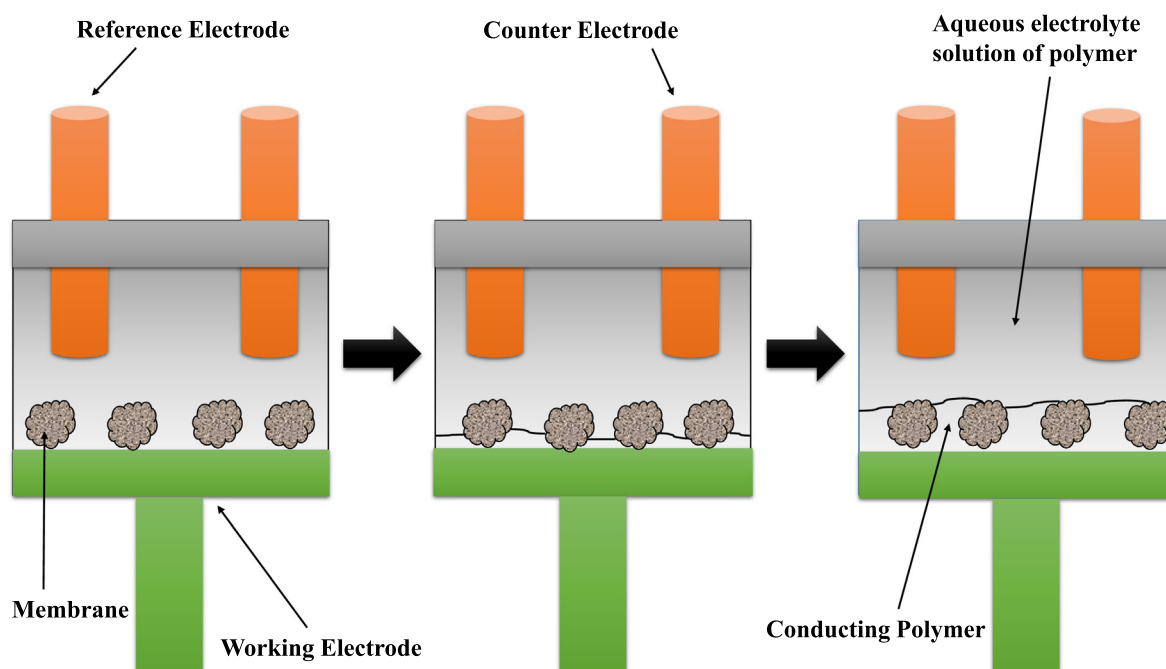 Reference Electrode
Counter Electrode
Aqueous electrolyte
solution of polymer
Membrane
Working Electrode
Conducting Polymer